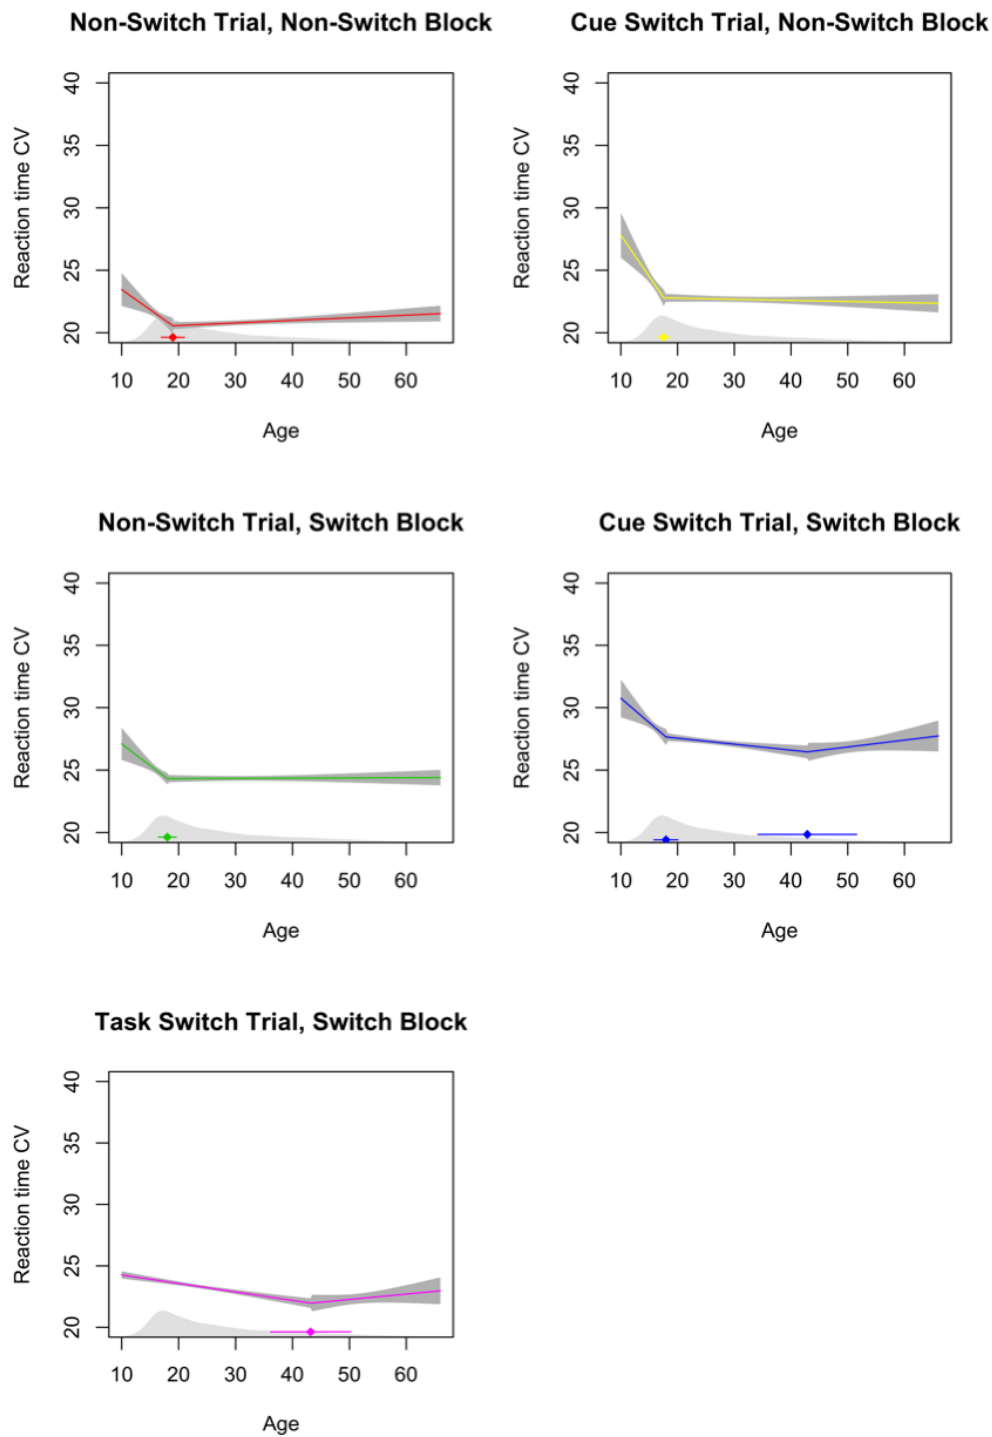 Non-Switch Trial, Non-Switch Block
Reaction time CV
40
35
30
25
20
10 20 30 40 50 60
Age
Cue Switch Trial, Non-Switch Block
Reaction time CV
40
35
30
25
20
10 20 30 40 50 60
Age
Non-Switch Trial, Switch Block
Reaction time CV
40
35
30
25
20
10 20 30 40 50 60
Age
Cue Switch Trial, Switch Block
Reaction time CV
40
35
30
25
20
10 20 30 40 50 60
Age
Task Switch Trial, Switch Block
Reaction time CV
40
35
30
25
20
10 20 30 40 50 60
Age